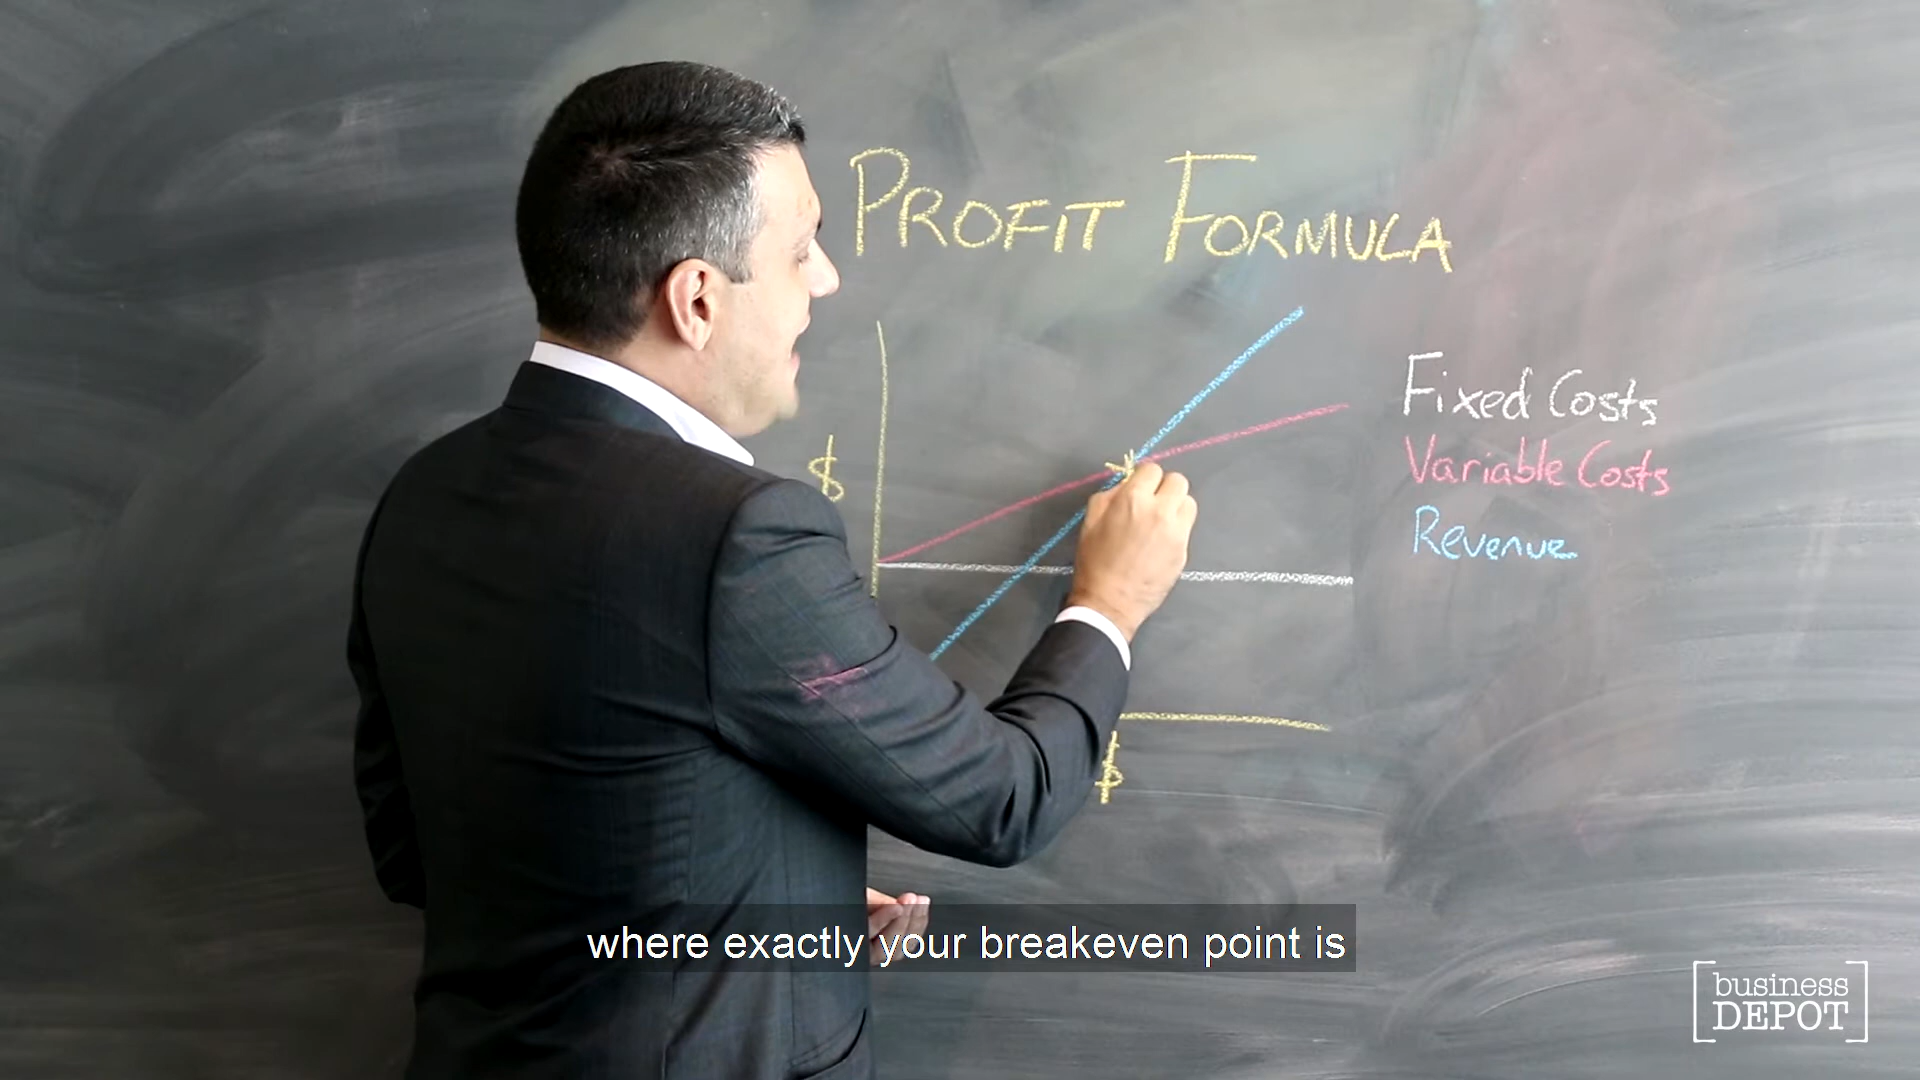 PROFIT FORMULA
Fixed Costs
$
Variable Costs
Revenue
$
where exactly your breakeven point is
business
DEPOT